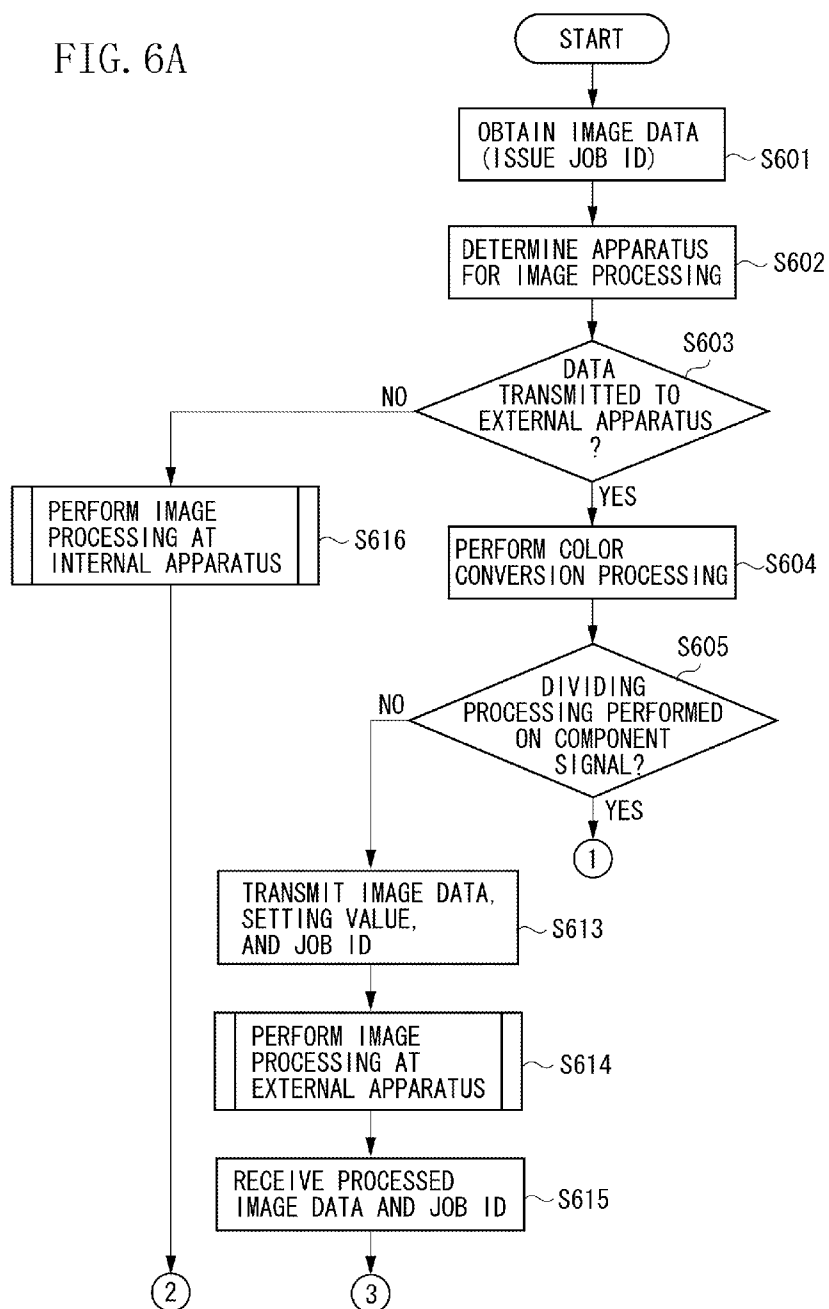 FIG. 6A
START
OBTAIN IMAGE DATA
(ISSUE JOB ID)
S601
DETERMINE APPARATUS
FOR IMAGE PROCESSING
S602
S603
DATA
TRANSMITTED TO
EXTERNAL APPARATUS
?
NO
YES
PERFORM IMAGE
PROCESSING AT
INTERNAL APPARATUS
S616
PERFORM COLOR
CONVERSION PROCESSING
S604
S605
DIVIDING
PROCESSING PERFORMED
ON COMPONENT
SIGNAL?
NO
YES
1
TRANSMIT IMAGE DATA,
SETTING VALUE,
AND JOB ID
S613
PERFORM IMAGE
PROCESSING AT
EXTERNAL APPARATUS
S614
RECEIVE PROCESSED
IMAGE DATA AND JOB ID
S615
2
3